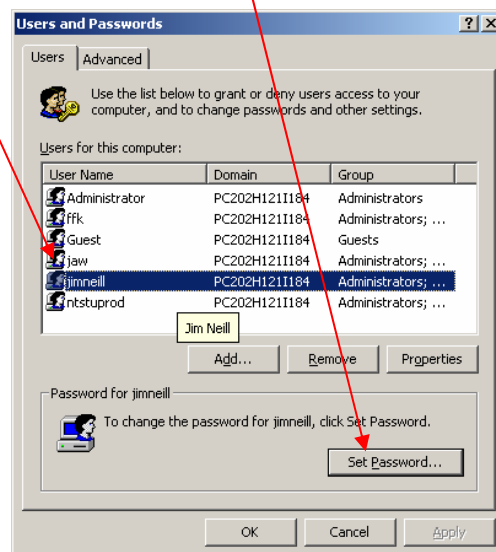 Users and Passwords
Users Advanced
Use the list below to grant or deny users access to your
computer, and to change passwords and other settings.
Users for this computer:
User Name Domain Group
Administrator PC202H121I184 Administrators
ffk PC202H121I184 Administrators; ...
Guest PC202H121I184 Guests
jaw PC202H121I184 Administrators; ...
jimneill PC202H121I184 Administrators; ...
ntstuprod PC202H121I184 Administrators; ...
Jim Neill
Add... Remove Properties
Password for jimneill
To change the password for jimneill, click Set Password.
Set Password...
OK Cancel Apply